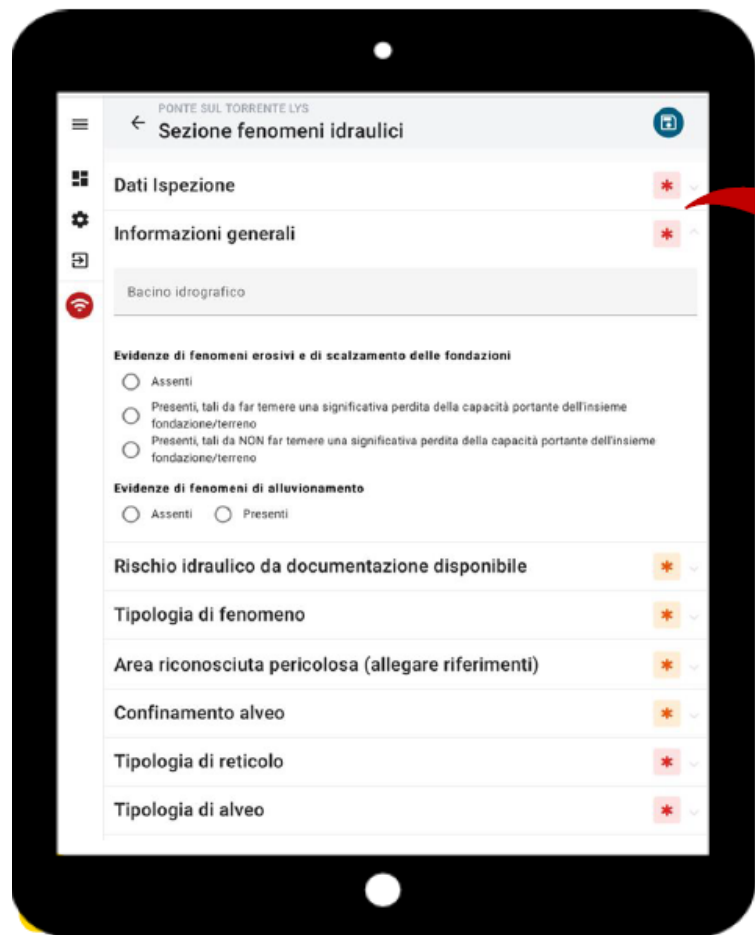 PONTE SUL TORRENTE LYS
Sezione fenomeni idraulici
Dati Ispezione
Informazioni generali
Bacino idrografico
Evidenze di fenomeni erosivi e di scalzamento delle fondazioni
Assenti
Presenti, tali da far temere una significativa perdita della capacità portante dell'insieme
fondazione/terreno
Presenti, tali da NON far temere una significativa perdita della capacità portante dell'insieme
fondazione/terreno
Evidenze di fenomeni di alluvionamento
Assenti Presenti
Rischio idraulico da documentazione disponibile
Tipologia di fenomeno
Area riconosciuta pericolosa (allegare riferimenti)
Confinamento alveo
Tipologia di reticolo
Tipologia di alveo